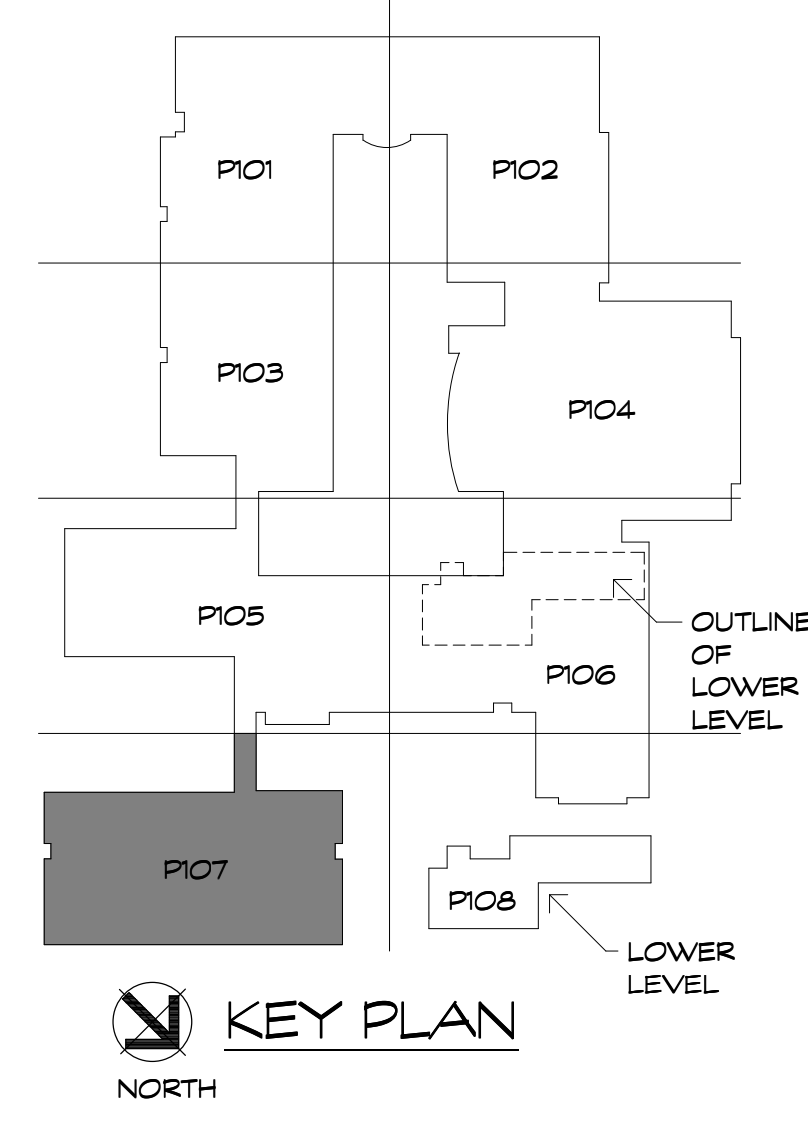 P101
P102
P103
P104
P105
P106
OUTLINE
OF
LOWER
LEVEL
P107
P108
LOWER
LEVEL
KEY PLAN
NORTH